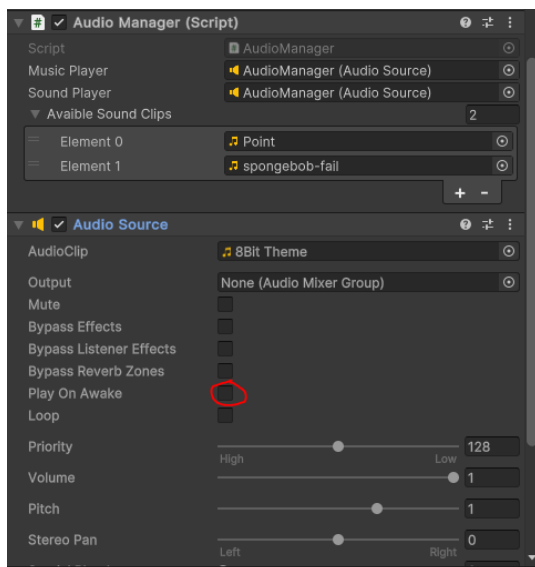 Audio Manager (Script)
Script AudioManager
Music Player AudioManager (Audio Source)
Sound Player AudioManager (Audio Source)
Avaible Sound Clips 2
Element 0 Point
Element 1 spongebob-fail
+ -
Audio Source
AudioClip 8Bit Theme
Output None (Audio Mixer Group)
Mute
Bypass Effects
Bypass Listener Effects
Bypass Reverb Zones
Play On Awake
Loop
Priority 128
High Low
Volume 1
Pitch 1
Stereo Pan 0
Left Right